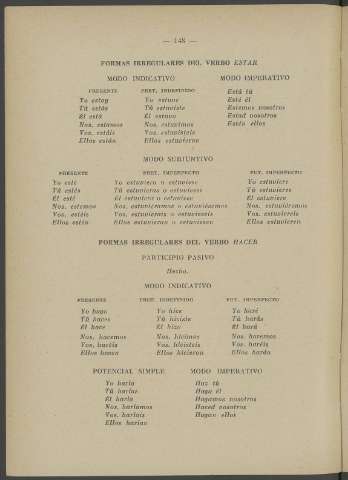 — 148 —
FORMAS IRREGULARES DEL VERBO ESTAR
MODO INDICATIVO MODO IMPERATIVO
PRESENTE PRET. INDEFINIDO
Yo estoy Yo estuve Está tú
Tú estás Tú estuviste Esté él
Él está Él estuvo Estemos nosotros
Nos. estamos Nos. estuvimos Estad vosotros
Vos. estáis Vos. estuvisteis Estén ellos
Ellos están Ellos estuvieron
MODO SUBJUNTIVO
PRESENTE PRET. IMPERFECTO FUT. IMPERFECTO
Yo esté Yo estuviera o estuviese Yo estuviere
Tú estés Tú estuvieras o estuvieses Tú estuvieres
Él esté Él estuviera o estuviese Él estuviere
Nos. estemos Nos. estuviéramos o estuviésemos Nos. estuviéremos
Vos. estéis Vos. estuvierais o estuvieseis Vos. estuviereis
Ellos estén Ellos estuvieran o estuviesen Ellos estuvieren
FORMAS IRREGULARES DEL VERBO HACER
PARTICIPIO PASIVO
Hecho.
MODO INDICATIVO
PRESENTE PRET. INDEFINIDO FUT. IMPERFECTO
Yo hago Yo hice Yo haré
Tú haces Tú hiciste Tú harás
Él hace Él hizo Él hará
Nos. hacemos Nos. hicimos Nos. haremos
Vos. hacéis Vos. hicisteis Vos. haréis
Ellos hacen Ellos hicieron Ellos harán
POTENCIAL SIMPLE MODO IMPERATIVO
Yo haría Haz tú
Tú harías Haga él
Él haría Hagamos nosotros
Nos. haríamos Haced vosotros
Vos. haríais Hagan ellos
Ellos harían